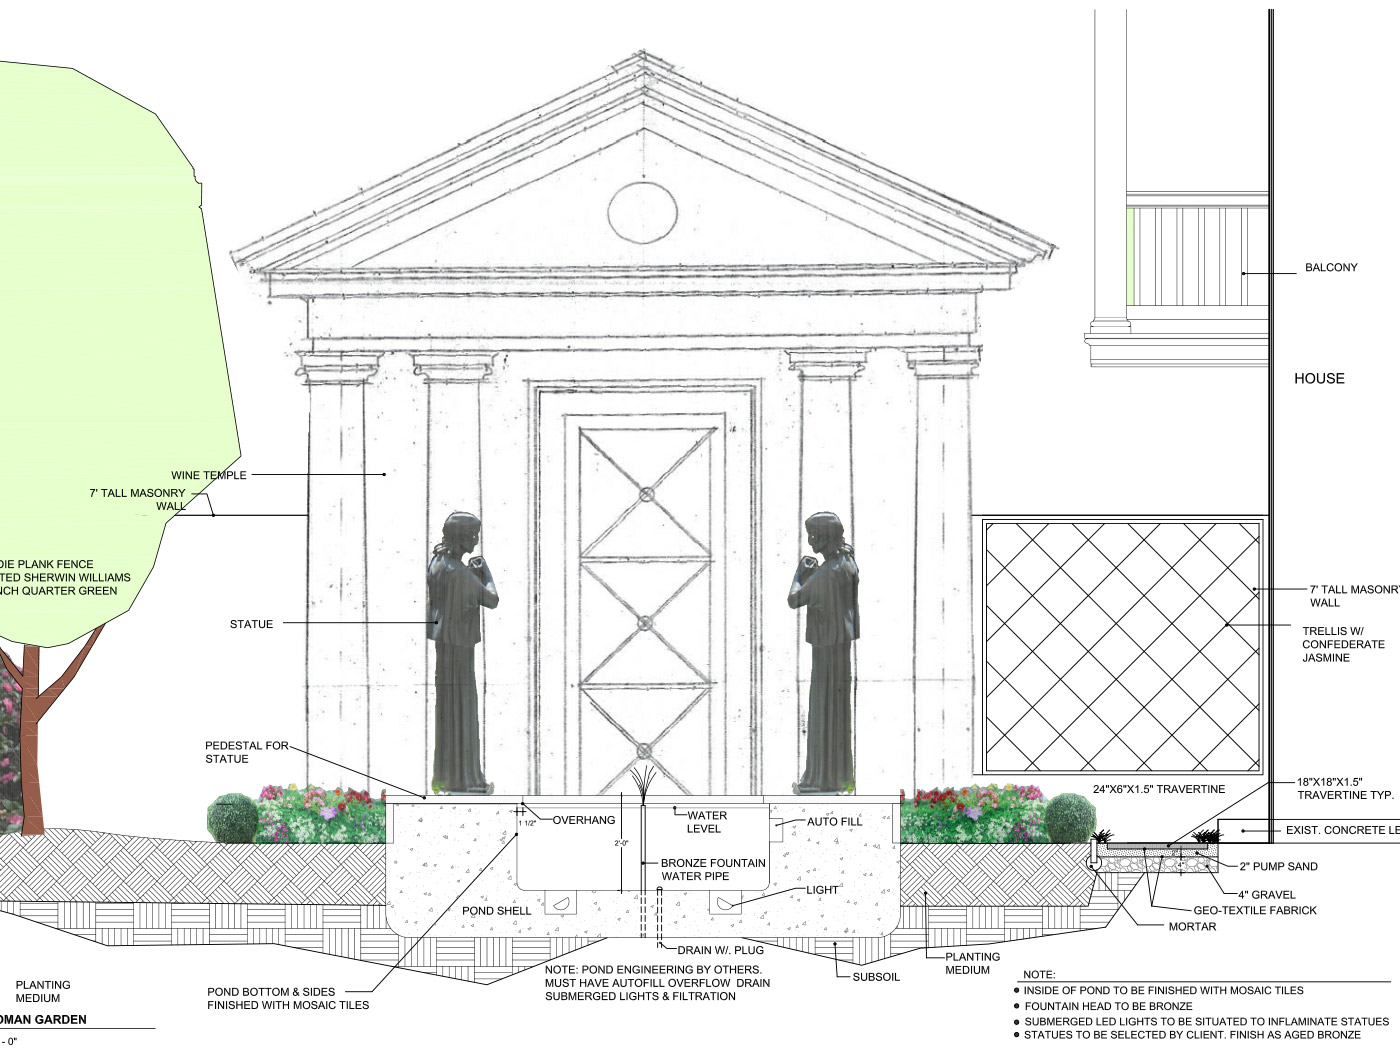 BALCONY
HOUSE
WINE TEMPLE
7' TALL MASONRY
WALL
DIE PLANK FENCE
TED SHERWIN WILLIAMS
NCH QUARTER GREEN
STATUE
7' TALL MASONRY
WALL
TRELLIS W/
CONFEDERATE
JASMINE
PEDESTAL FOR
STATUE
24"X6"X1.5" TRAVERTINE
18"X18"X1.5"
TRAVERTINE TYP.
OVERHANG
1 1/2"
2'-0"
WATER
LEVEL
AUTO FILL
EXIST. CONCRETE LE
BRONZE FOUNTAIN
WATER PIPE
LIGHT
4"
2" PUMP SAND
4" GRAVEL
GEO-TEXTILE FABRICK
MORTAR
POND SHELL
DRAIN W/. PLUG
PLANTING
MEDIUM
SUBSOIL
NOTE: POND ENGINEERING BY OTHERS.
MUST HAVE AUTOFILL OVERFLOW DRAIN
SUBMERGED LIGHTS & FILTRATION
POND BOTTOM & SIDES
FINISHED WITH MOSAIC TILES
PLANTING
MEDIUM
OMAN GARDEN
- 0"
NOTE:
INSIDE OF POND TO BE FINISHED WITH MOSAIC TILES
FOUNTAIN HEAD TO BE BRONZE
SUBMERGED LED LIGHTS TO BE SITUATED TO INFLAMINATE STATUES
STATUES TO BE SELECTED BY CLIENT. FINISH AS AGED BRONZE